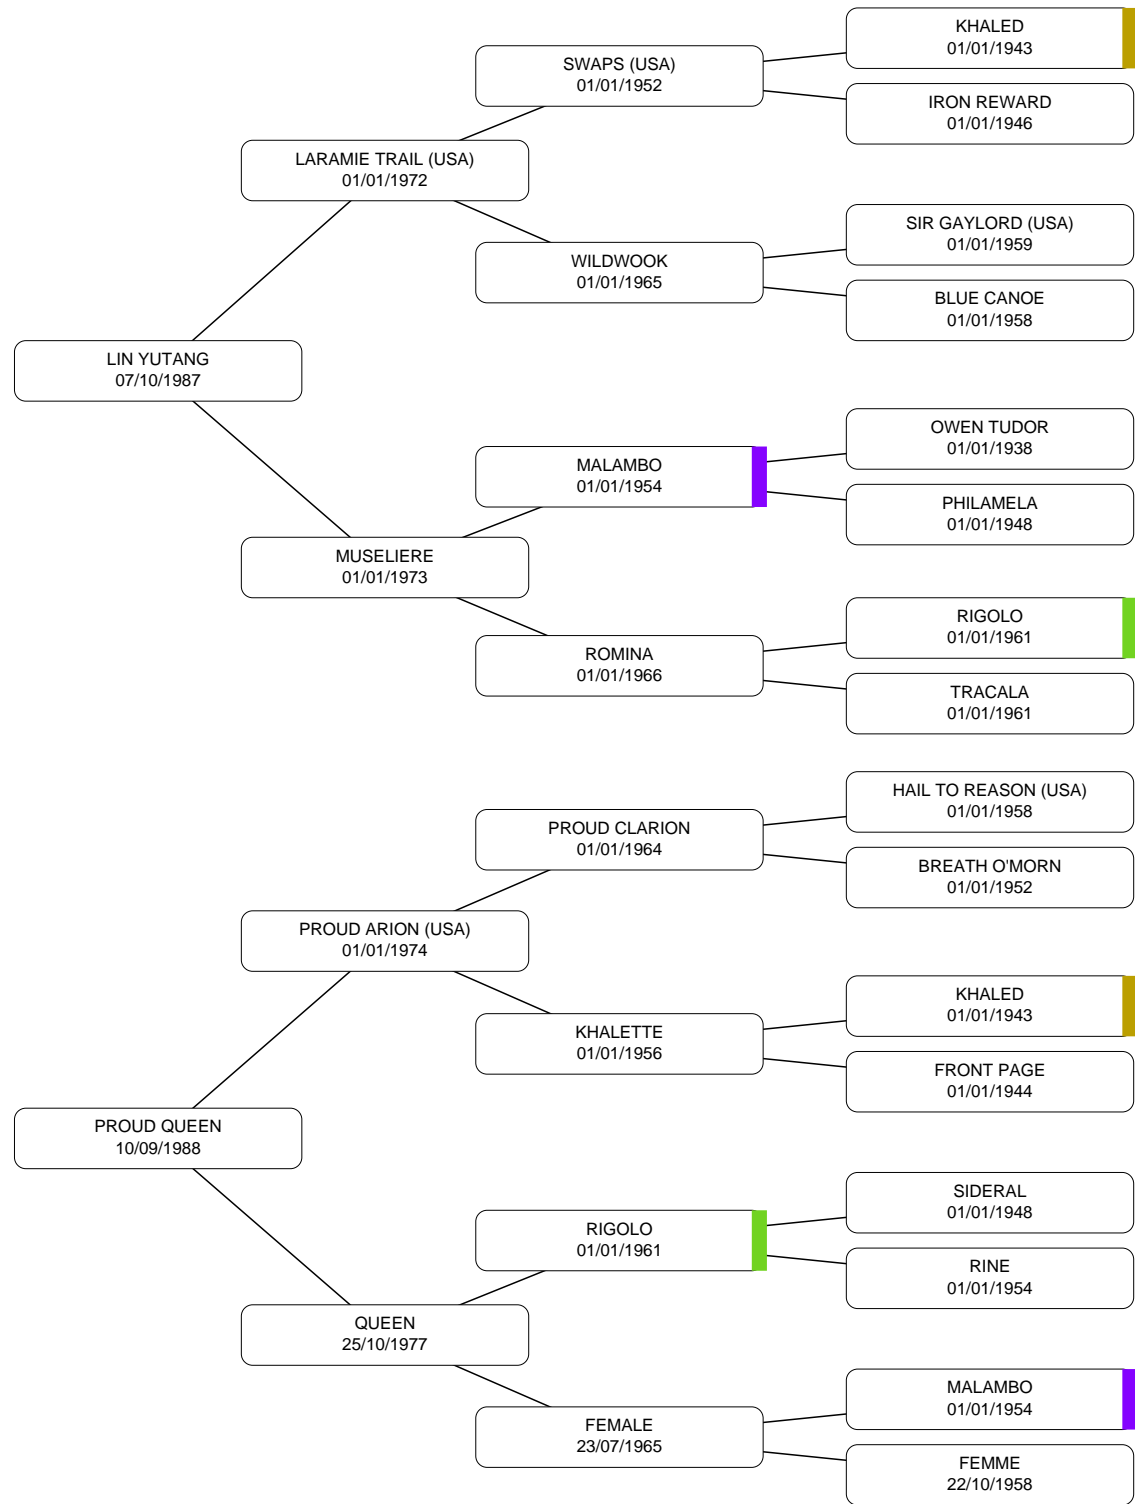 KHALED
01/01/1943
SWAPS (USA)
01/01/1952
IRON REWARD
01/01/1946
LARAMIE TRAIL (USA)
01/01/1972
SIR GAYLORD (USA)
01/01/1959
WILDWOOK
01/01/1965
BLUE CANOE
01/01/1958
LIN YUTANG
07/10/1987
OWEN TUDOR
01/01/1938
MALAMBO
01/01/1954
PHILAMELA
01/01/1948
MUSELIERE
01/01/1973
RIGOLO
01/01/1961
ROMINA
01/01/1966
TRACALA
01/01/1961
HAIL TO REASON (USA)
01/01/1958
PROUD CLARION
01/01/1964
BREATH O'MORN
01/01/1952
PROUD ARION (USA)
01/01/1974
KHALED
01/01/1943
KHALETTE
01/01/1956
FRONT PAGE
01/01/1944
PROUD QUEEN
10/09/1988
SIDERAL
01/01/1948
RIGOLO
01/01/1961
RINE
01/01/1954
QUEEN
25/10/1977
MALAMBO
01/01/1954
FEMALE
23/07/1965
FEMME
22/10/1958